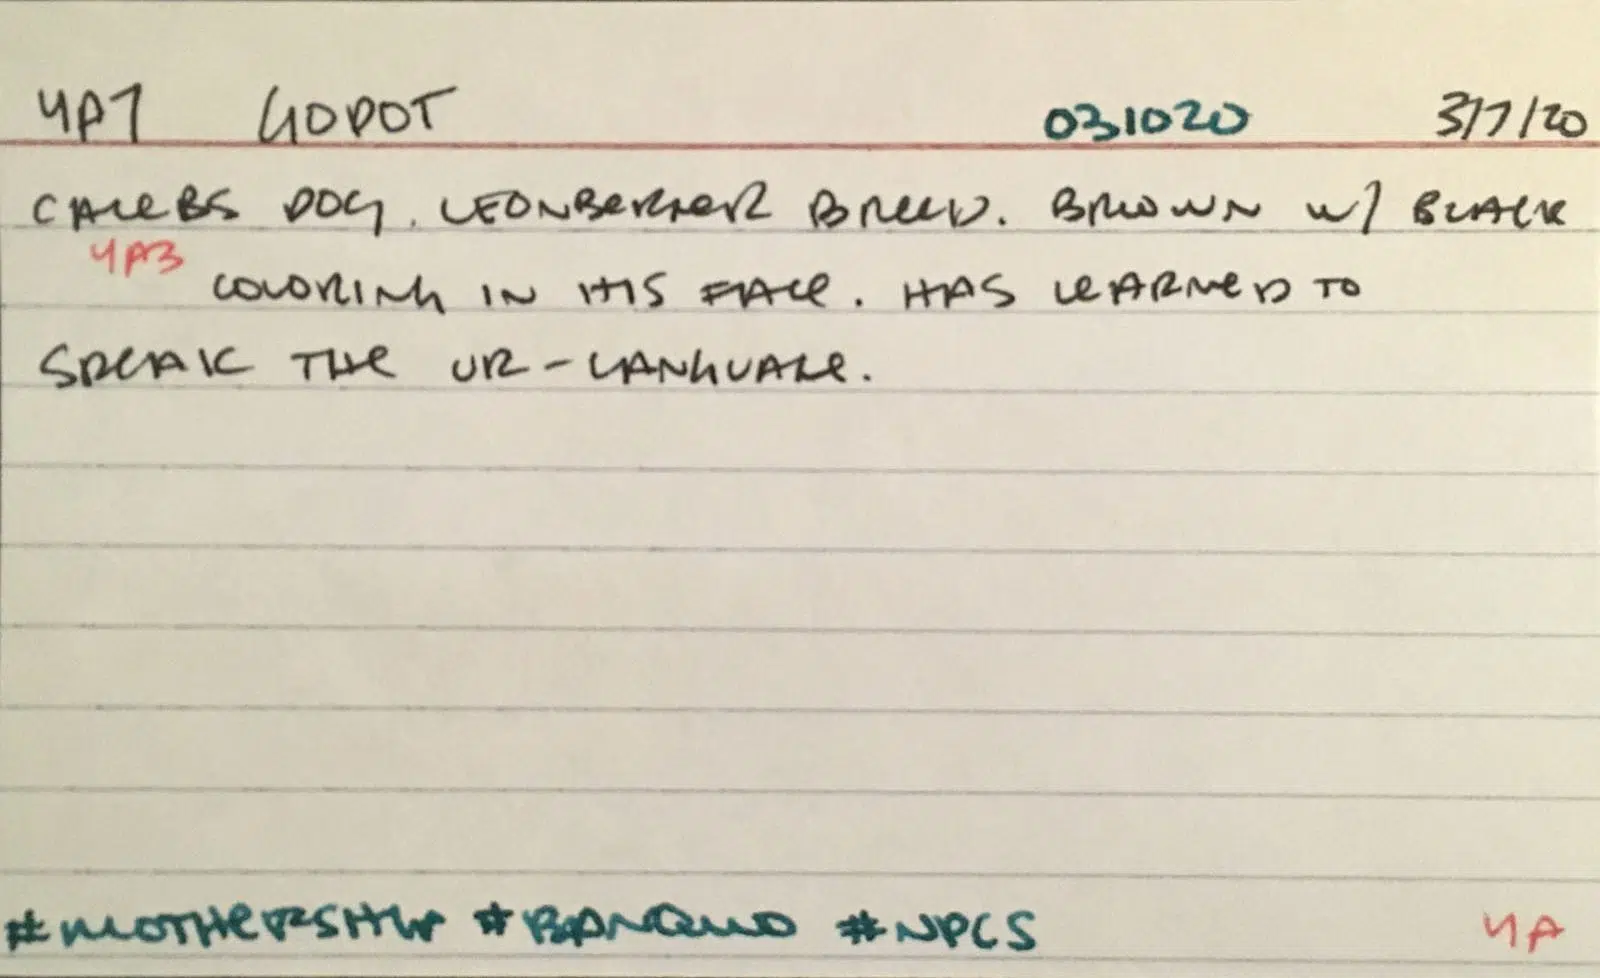 4A7 GODOT 031020 3/7/20
CALEBS DOG. LEONBERGER BREED. BROWN W/ BLACK
4A3
COLORING IN HIS FACE. HAS LEARNED TO
SPEAK THE UR-LANGUAGE.
#MOTHERSHIP #BANQUO #NPCS 4A